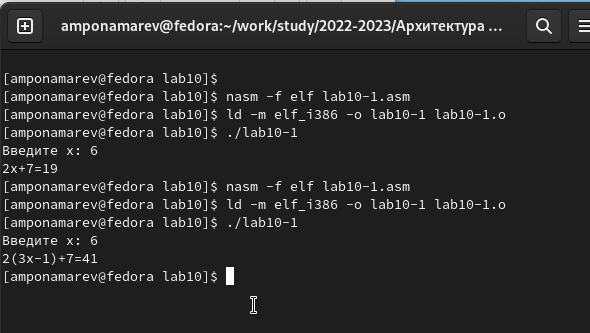 amponamarev@fedora:~/work/study/2022-2023/Архитектура ...
[amponamarev@fedora lab10]$
[amponamarev@fedora lab10]$ nasm -f elf lab10-1.asm
[amponamarev@fedora lab10]$ ld -m elf_i386 -o lab10-1 lab10-1.o
[amponamarev@fedora lab10]$ ./lab10-1
Введите x: 6
2x+7=19
[amponamarev@fedora lab10]$ nasm -f elf lab10-1.asm
[amponamarev@fedora lab10]$ ld -m elf_i386 -o lab10-1 lab10-1.o
[amponamarev@fedora lab10]$ ./lab10-1
Введите x: 6
2(3x-1)+7=41
[amponamarev@fedora lab10]$